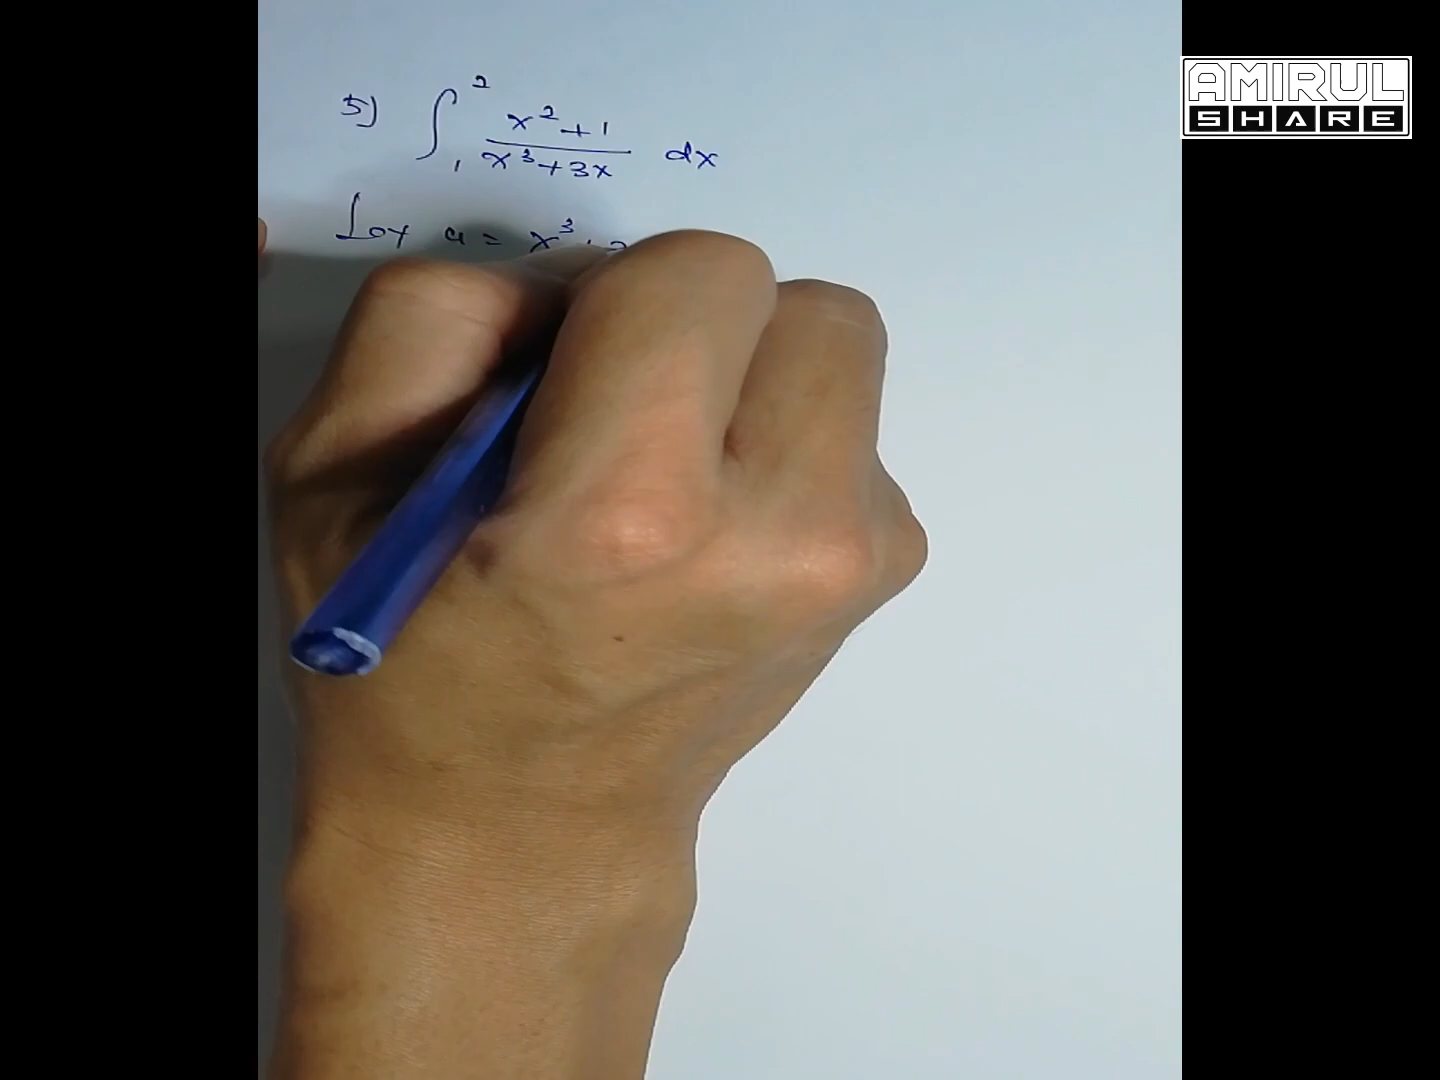 5) ∫₁² (x² + 1)/(x³ + 3x) dx
Let u = x³ +
AMIRUL
SHARE